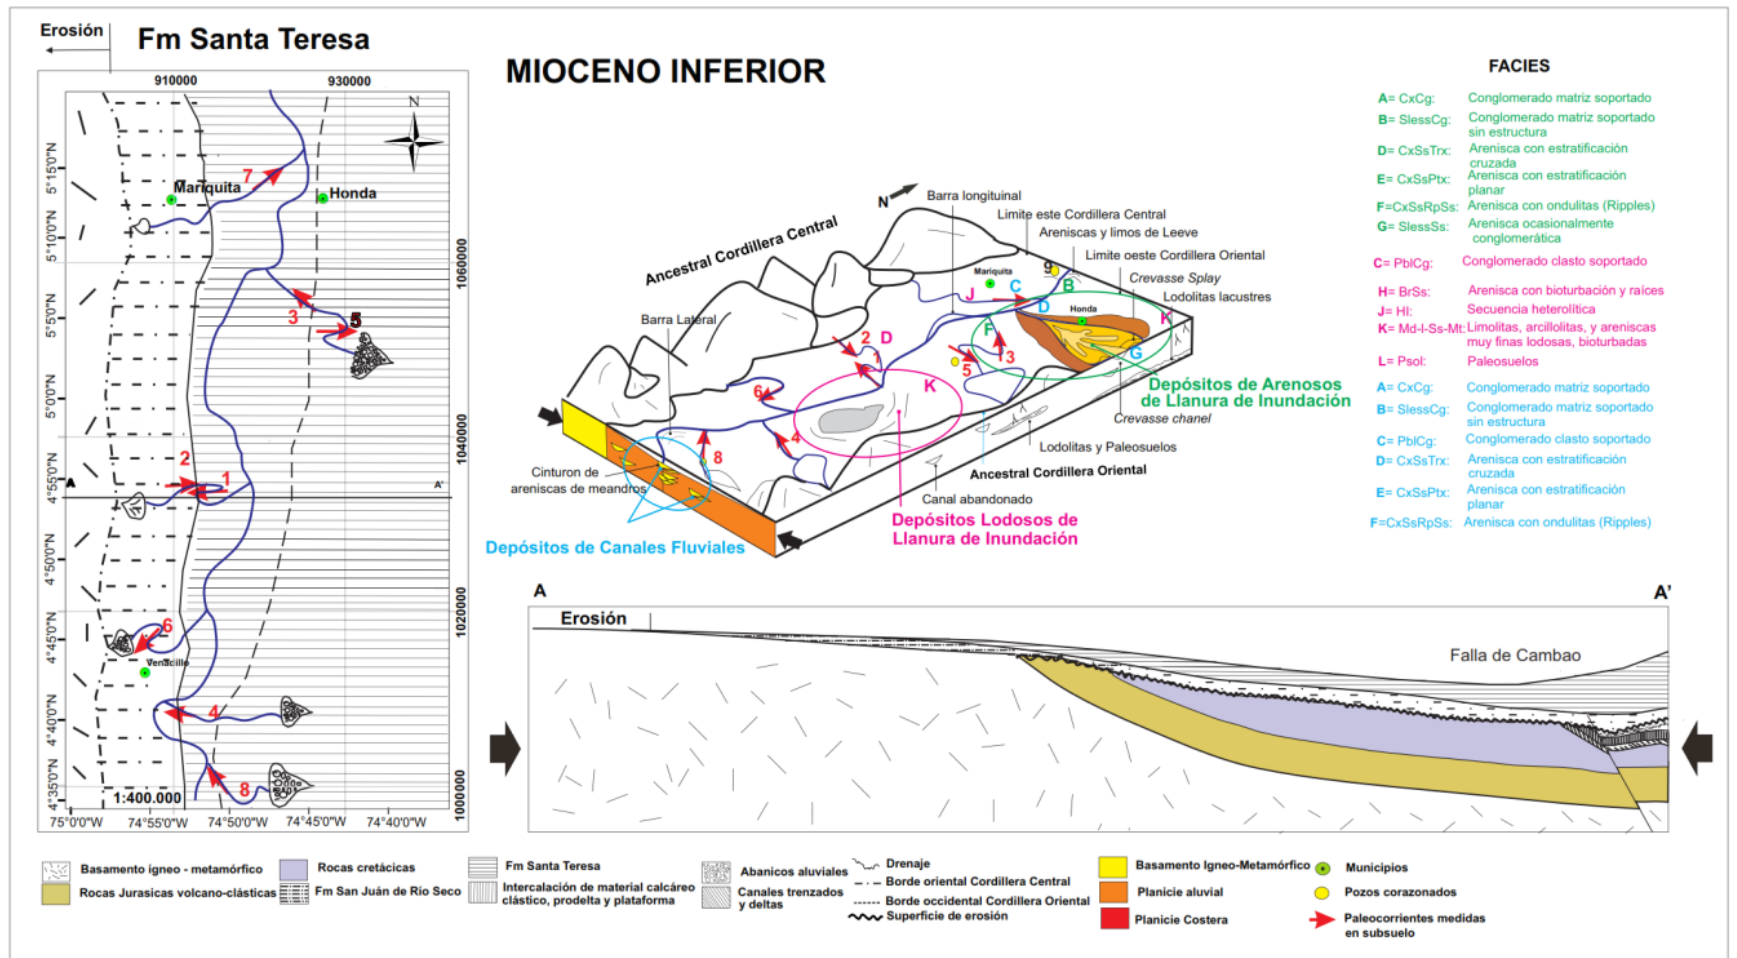 Erosión
Fm Santa Teresa
910000
930000
N
5°15'0"N
5°10'0"N
5°5'0"N
5°0'0"N
4°55'0"N
4°50'0"N
4°45'0"N
4°40'0"N
4°35'0"N
1060000
1040000
1020000
1000000
7
Mariquita
Honda
3
5
2
1
A
A'
6
Venadillo
4
8
1:400.000
75°0'0"W
74°55'0"W
74°50'0"W
74°45'0"W
74°40'0"W
MIOCENO INFERIOR
N
Barra longituinal
Limite este Cordillera Central
Areniscas y limos de Leeve
Limite oeste Cordillera Oriental
Crevasse Splay
Lodolitas lacustres
Ancestral Cordillera Central
Mariquita
9
J
C
B
D
Honda
K
F
G
Barra Lateral
2
D
1
3
5
6
K
4
8
Depósitos de Arenosos
de Llanura de Inundación
Crevasse chanel
Lodolitas y Paleosuelos
Ancestral Cordillera Oriental
Cinturon de
areniscas de meandros
Canal abandonado
Depósitos Lodosos de
Llanura de Inundación
Depósitos de Canales Fluviales
FACIES
A= CxCg: Conglomerado matriz soportado
B= SlessCg: Conglomerado matriz soportado
sin estructura
D= CxSsTrx: Arenisca con estratificación
cruzada
E= CxSsPtx: Arenisca con estratificación
planar
F=CxSsRpSs: Arenisca con ondulitas (Ripples)
G= SlessSs: Arenisca ocasionalmente
conglomerática
C= PblCg: Conglomerado clasto soportado
H= BrSs: Arenisca con bioturbación y raíces
J= Hl: Secuencia heterolítica
K= Md-l-Ss-Mt: Limolitas, arcillolitas, y areniscas
muy finas lodosas, bioturbadas
L= Psol: Paleosuelos
A= CxCg: Conglomerado matriz soportado
B= SlessCg: Conglomerado matriz soportado
sin estructura
C= PblCg: Conglomerado clasto soportado
D= CxSsTrx: Arenisca con estratificación
cruzada
E= CxSsPtx: Arenisca con estratificación
planar
F=CxSsRpSs: Arenisca con ondulitas (Ripples)
A
A'
Erosión
Falla de Cambao
Basamento ígneo - metamórfico
Rocas Jurasicas volcano-clásticas
Rocas cretácicas
Fm San Juán de Río Seco
Fm Santa Teresa
Intercalación de material calcáreo
clástico, prodelta y plataforma
Abanicos aluviales
Canales trenzados
y deltas
Drenaje
Borde oriental Cordillera Central
Borde occidental Cordillera Oriental
Superficie de erosión
Basamento Igneo-Metamórfico
Planicie aluvial
Planicie Costera
Municipios
Pozos corazonados
Paleocorrientes medidas
en subsuelo